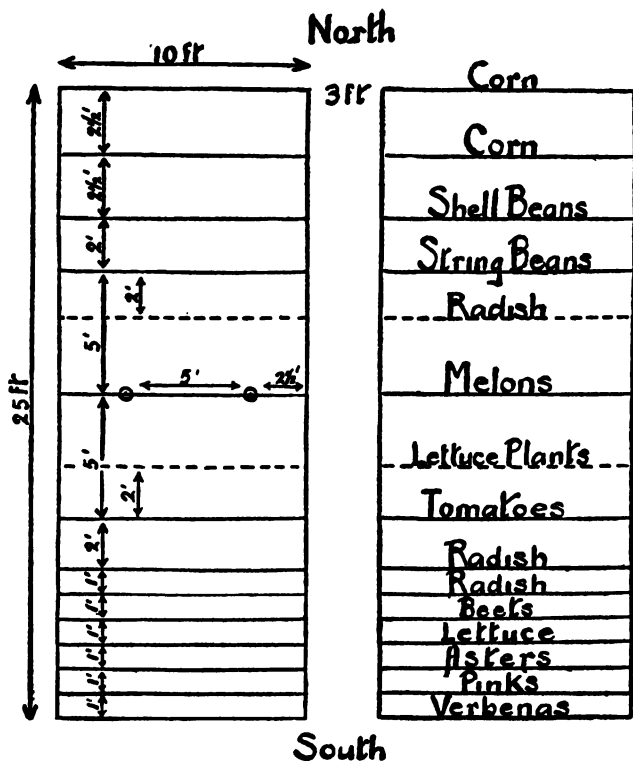 North
10 ft
3 ft
Corn
2½'
Corn
2½'
Shell Beans
2'
String Beans
2'
Radish
5'
5'
2½'
Melons
25 ft
5'
Lettuce Plants
2'
Tomatoes
2'
Radish
1'
Radish
1'
Beets
1'
Lettuce
1'
Asters
1'
Pinks
1'
Verbenas
South